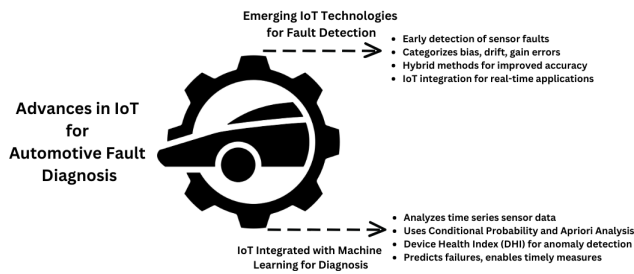 Advances in IoT
for
Automotive Fault
Diagnosis
Emerging IoT Technologies
for Fault Detection
• Early detection of sensor faults
• Categorizes bias, drift, gain errors
• Hybrid methods for improved accuracy
• IoT integration for real-time applications
IoT Integrated with Machine
Learning for Diagnosis
• Analyzes time series sensor data
• Uses Conditional Probability and Apriori Analysis
• Device Health Index (DHI) for anomaly detection
• Predicts failures, enables timely measures